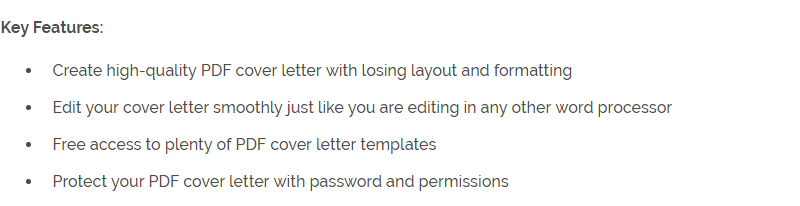 Key Features:
• Create high-quality PDF cover letter with losing layout and formatting
• Edit your cover letter smoothly just like you are editing in any other word processor
• Free access to plenty of PDF cover letter templates
• Protect your PDF cover letter with password and permissions